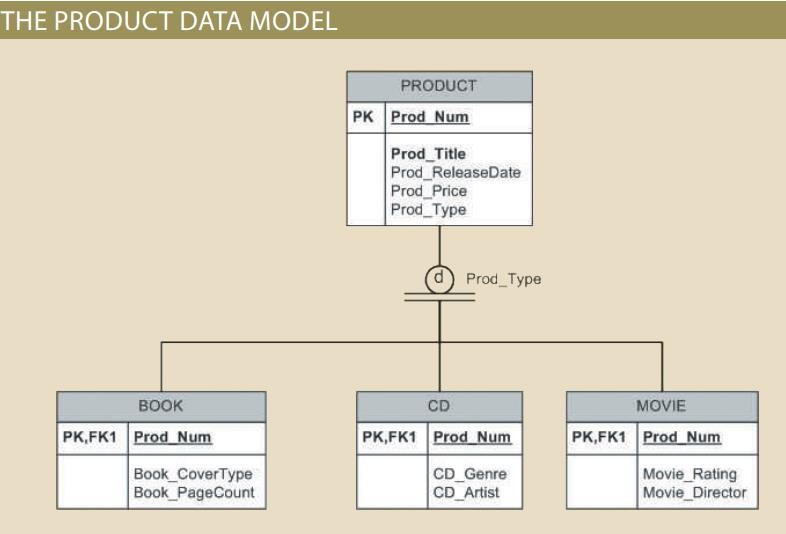 THE PRODUCT DATA MODEL
PRODUCT
PK Prod_Num
Prod_Title
Prod_ReleaseDate
Prod_Price
Prod_Type
d Prod_Type
BOOK
PK,FK1 Prod_Num
Book_CoverType
Book_PageCount
CD
PK,FK1 Prod_Num
CD_Genre
CD_Artist
MOVIE
PK,FK1 Prod_Num
Movie_Rating
Movie_Director